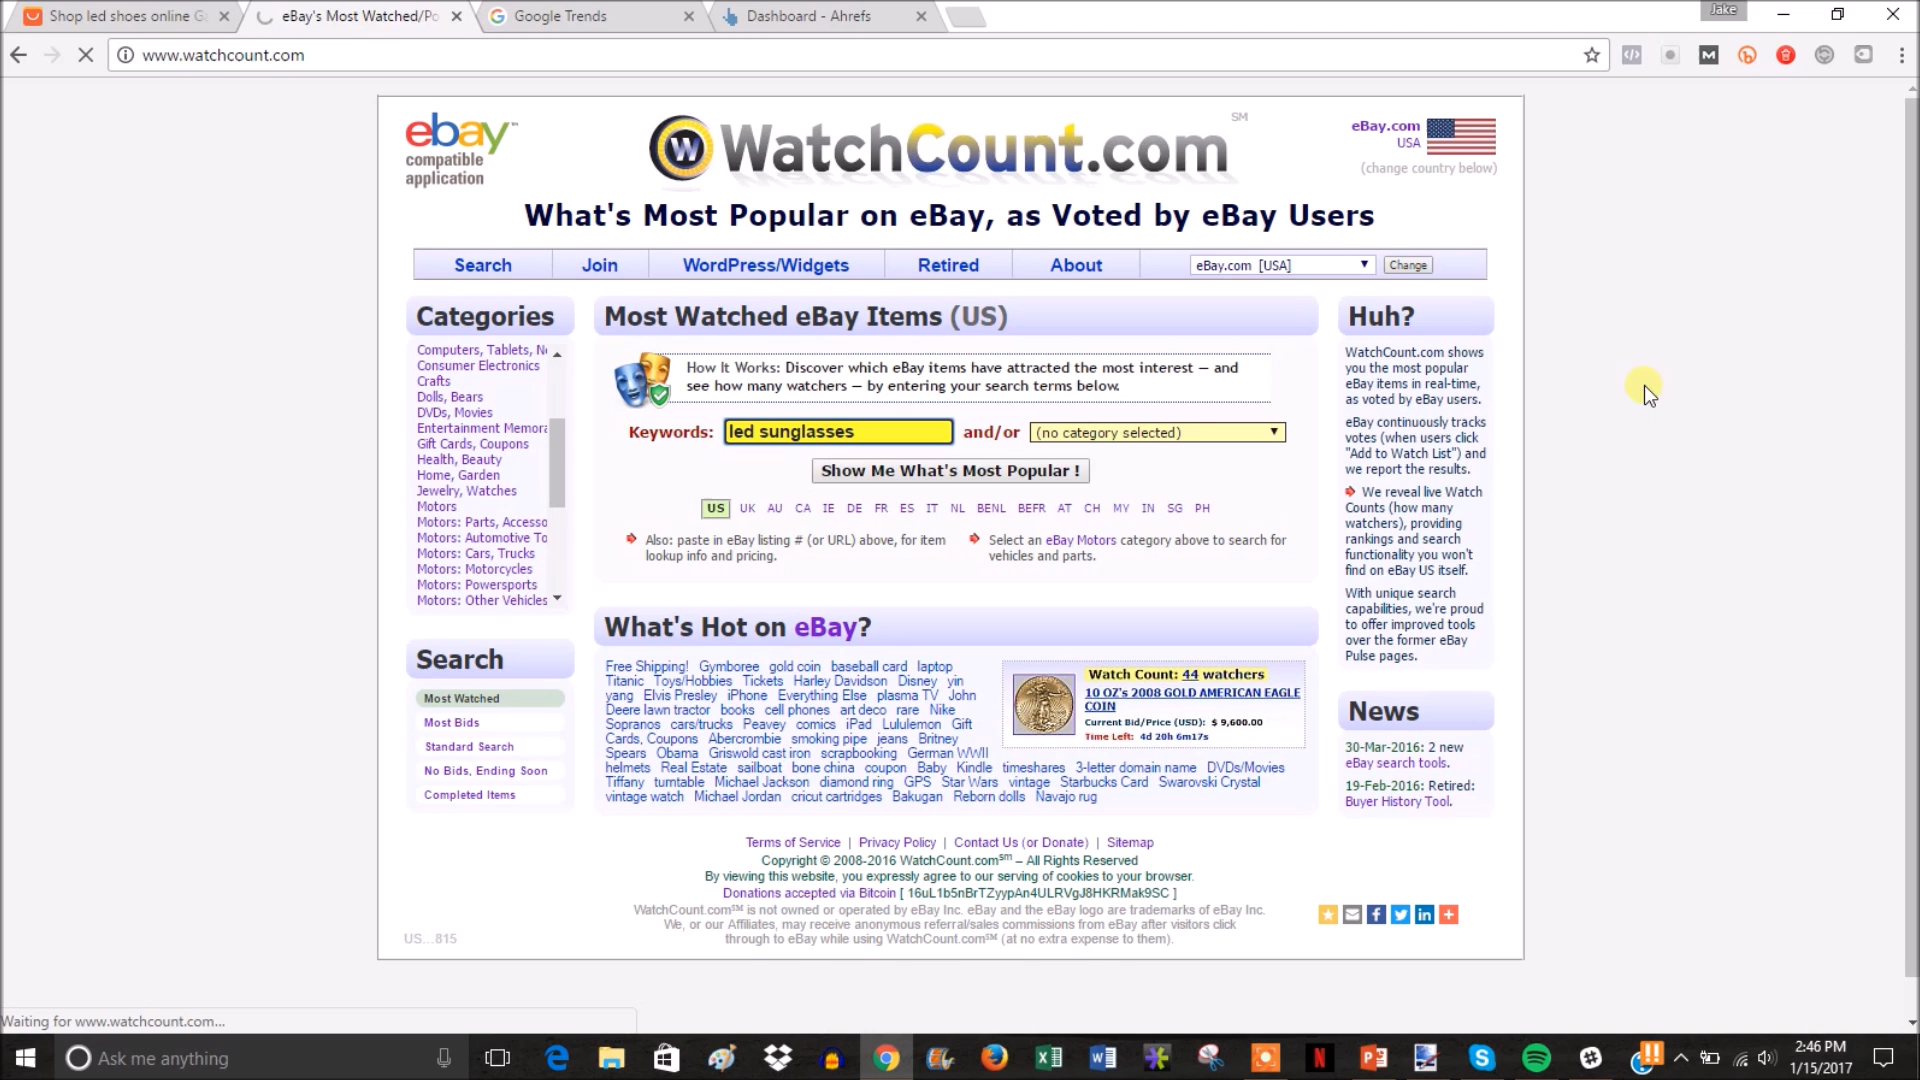 Shop led shoes online G
eBay's Most Watched/Po
Google Trends
Dashboard - Ahrefs
Jake
www.watchcount.com
ebay™
compatible
application
W WatchCount.com SM
eBay.com
USA
(change country below)
What's Most Popular on eBay, as Voted by eBay Users
Search Join WordPress/Widgets Retired About eBay.com [USA] Change
Categories
Computers, Tablets, Ne
Consumer Electronics
Crafts
Dolls, Bears
DVDs, Movies
Entertainment Memora
Gift Cards, Coupons
Health, Beauty
Home, Garden
Jewelry, Watches
Motors
Motors: Parts, Accesso
Motors: Automotive To
Motors: Cars, Trucks
Motors: Motorcycles
Motors: Powersports
Motors: Other Vehicles
Search
Most Watched
Most Bids
Standard Search
No Bids, Ending Soon
Completed Items
Most Watched eBay Items (US)
How It Works: Discover which eBay items have attracted the most interest — and
see how many watchers — by entering your search terms below.
Keywords: led sunglasses and/or (no category selected)
Show Me What's Most Popular !
US UK AU CA IE DE FR ES IT NL BENL BEFR AT CH MY IN SG PH
Also: paste in eBay listing # (or URL) above, for item
lookup info and pricing.
Select an eBay Motors category above to search for
vehicles and parts.
What's Hot on eBay?
Free Shipping! Gymboree gold coin baseball card laptop
Titanic Toys/Hobbies Tickets Harley Davidson Disney yin
yang Elvis Presley iPhone Everything Else plasma TV John
Deere lawn tractor books cell phones art deco rare Nike
Sopranos cars/trucks Peavey comics iPad Lululemon Gift
Cards, Coupons Abercrombie smoking pipe jeans Britney
Spears Obama Griswold cast iron scrapbooking German WWII
helmets Real Estate sailboat bone china coupon Baby Kindle timeshares 3-letter domain name DVDs/Movies
Tiffany turntable Michael Jackson diamond ring GPS Star Wars vintage Starbucks Card Swarovski Crystal
vintage watch Michael Jordan cricut cartridges Bakugan Reborn dolls Navajo rug
Watch Count: 44 watchers
10 OZ's 2008 GOLD AMERICAN EAGLE
COIN
Current Bid/Price (USD): $ 9,600.00
Time Left: 4d 20h 6m17s
Huh?
WatchCount.com shows
you the most popular
eBay items in real-time,
as voted by eBay users.
eBay continuously tracks
votes (when users click
"Add to Watch List") and
we report the results.
We reveal live Watch
Counts (how many
watchers), providing
rankings and search
functionality you won't
find on eBay US itself.
With unique search
capabilities, we're proud
to offer improved tools
over the former eBay
Pulse pages.
News
30-Mar-2016: 2 new
eBay search tools.
19-Feb-2016: Retired:
Buyer History Tool.
Terms of Service | Privacy Policy | Contact Us (or Donate) | Sitemap
Copyright © 2008-2016 WatchCount.com℠ – All Rights Reserved
By viewing this website, you expressly agree to our serving of cookies to your browser.
Donations accepted via Bitcoin [ 16uL1b5nBrTZyypAn4ULRVgJ8HKRMak9SC ]
WatchCount.com℠ is not owned or operated by eBay Inc. eBay and the eBay logo are trademarks of eBay Inc.
We, or our Affiliates, may receive anonymous referral/sales commissions from eBay after visitors click
through to eBay while using WatchCount.com℠ (at no extra expense to them).
US...815
Waiting for www.watchcount.com...
Ask me anything
2:46 PM
1/15/2017